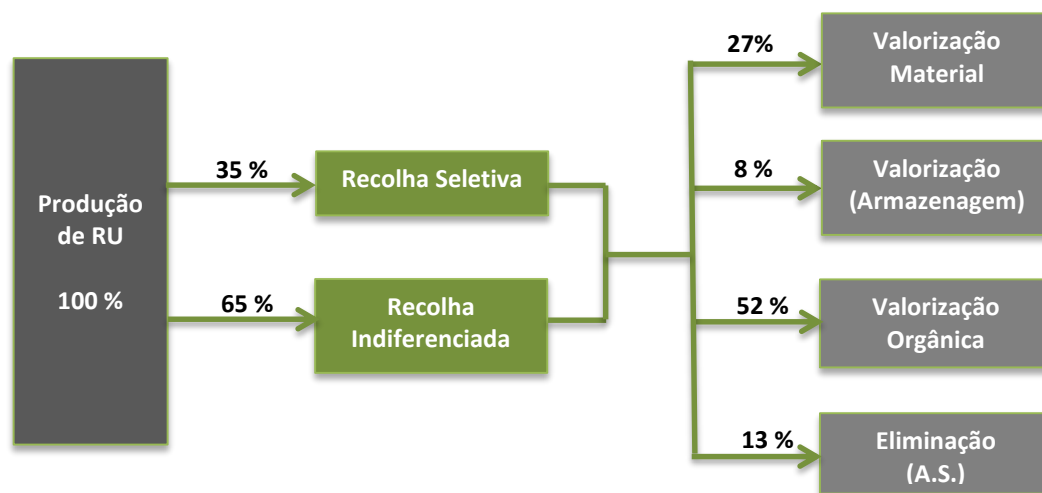 Produção
de RU
100 %
35 %
Recolha Seletiva
65 %
Recolha
Indiferenciada
27%
Valorização
Material
8 %
Valorização
(Armazenagem)
52 %
Valorização
Orgânica
13 %
Eliminação
(A.S.)